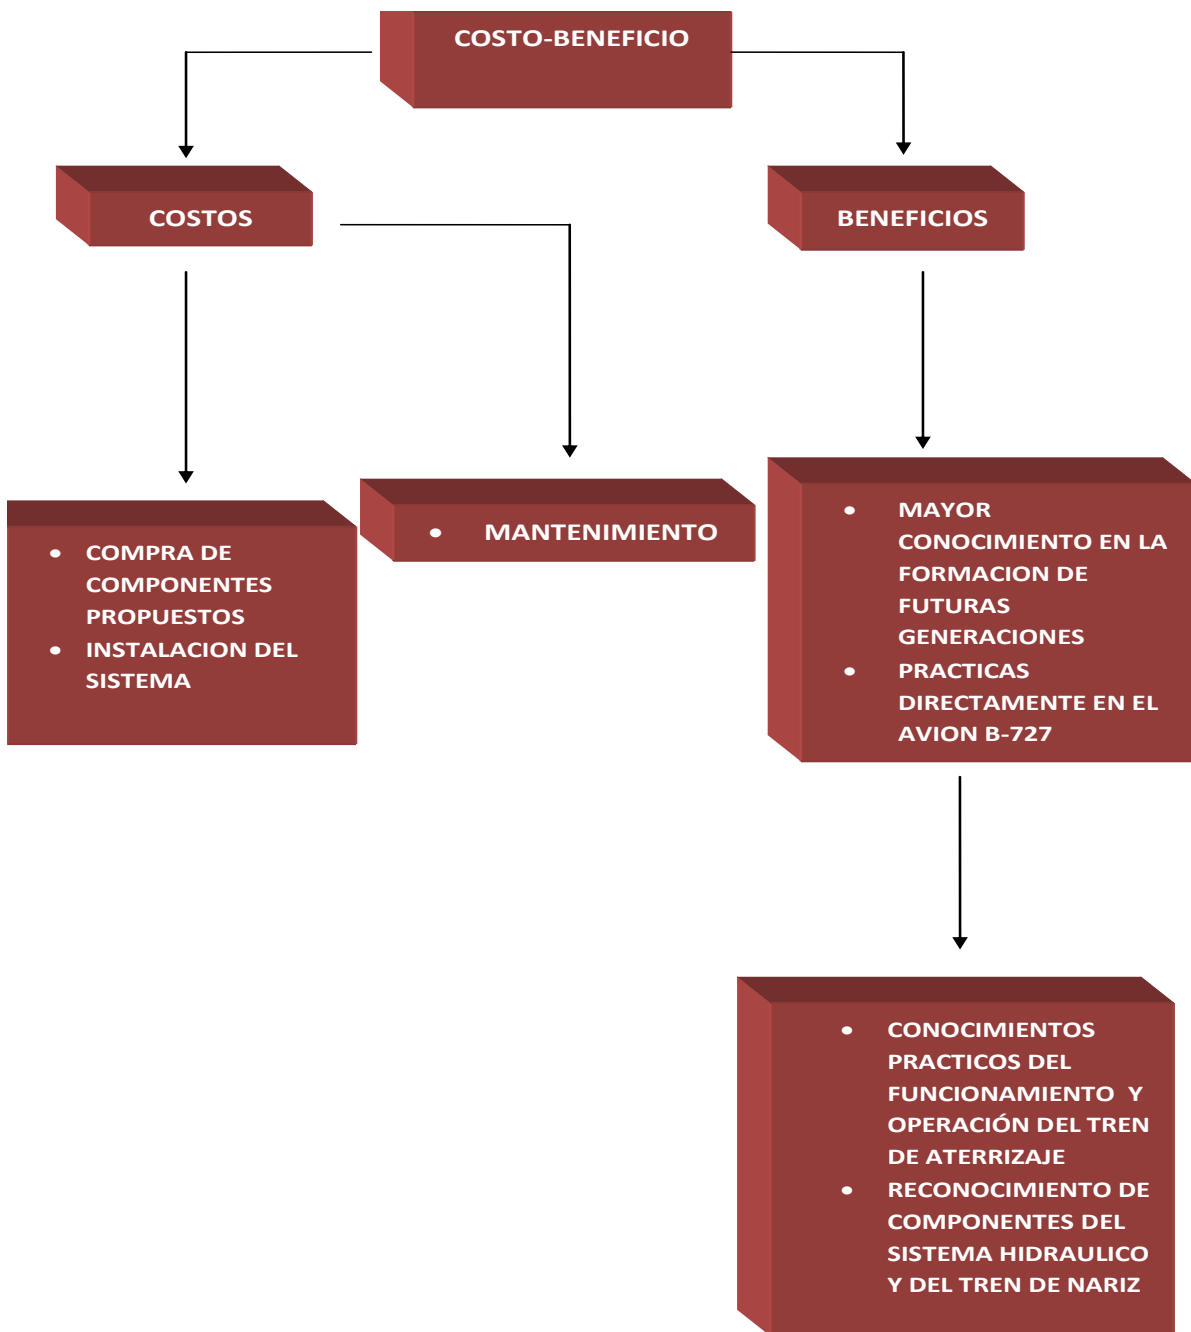 COSTO-BENEFICIO
COSTOS
BENEFICIOS
• COMPRA DE
COMPONENTES
PROPUESTOS
• INSTALACION DEL
SISTEMA
• MANTENIMIENTO
• MAYOR
CONOCIMIENTO EN LA
FORMACION DE
FUTURAS
GENERACIONES
• PRACTICAS
DIRECTAMENTE EN EL
AVION B-727
• CONOCIMIENTOS
PRACTICOS DEL
FUNCIONAMIENTO Y
OPERACIÓN DEL TREN
DE ATERRIZAJE
• RECONOCIMIENTO DE
COMPONENTES DEL
SISTEMA HIDRAULICO
Y DEL TREN DE NARIZ